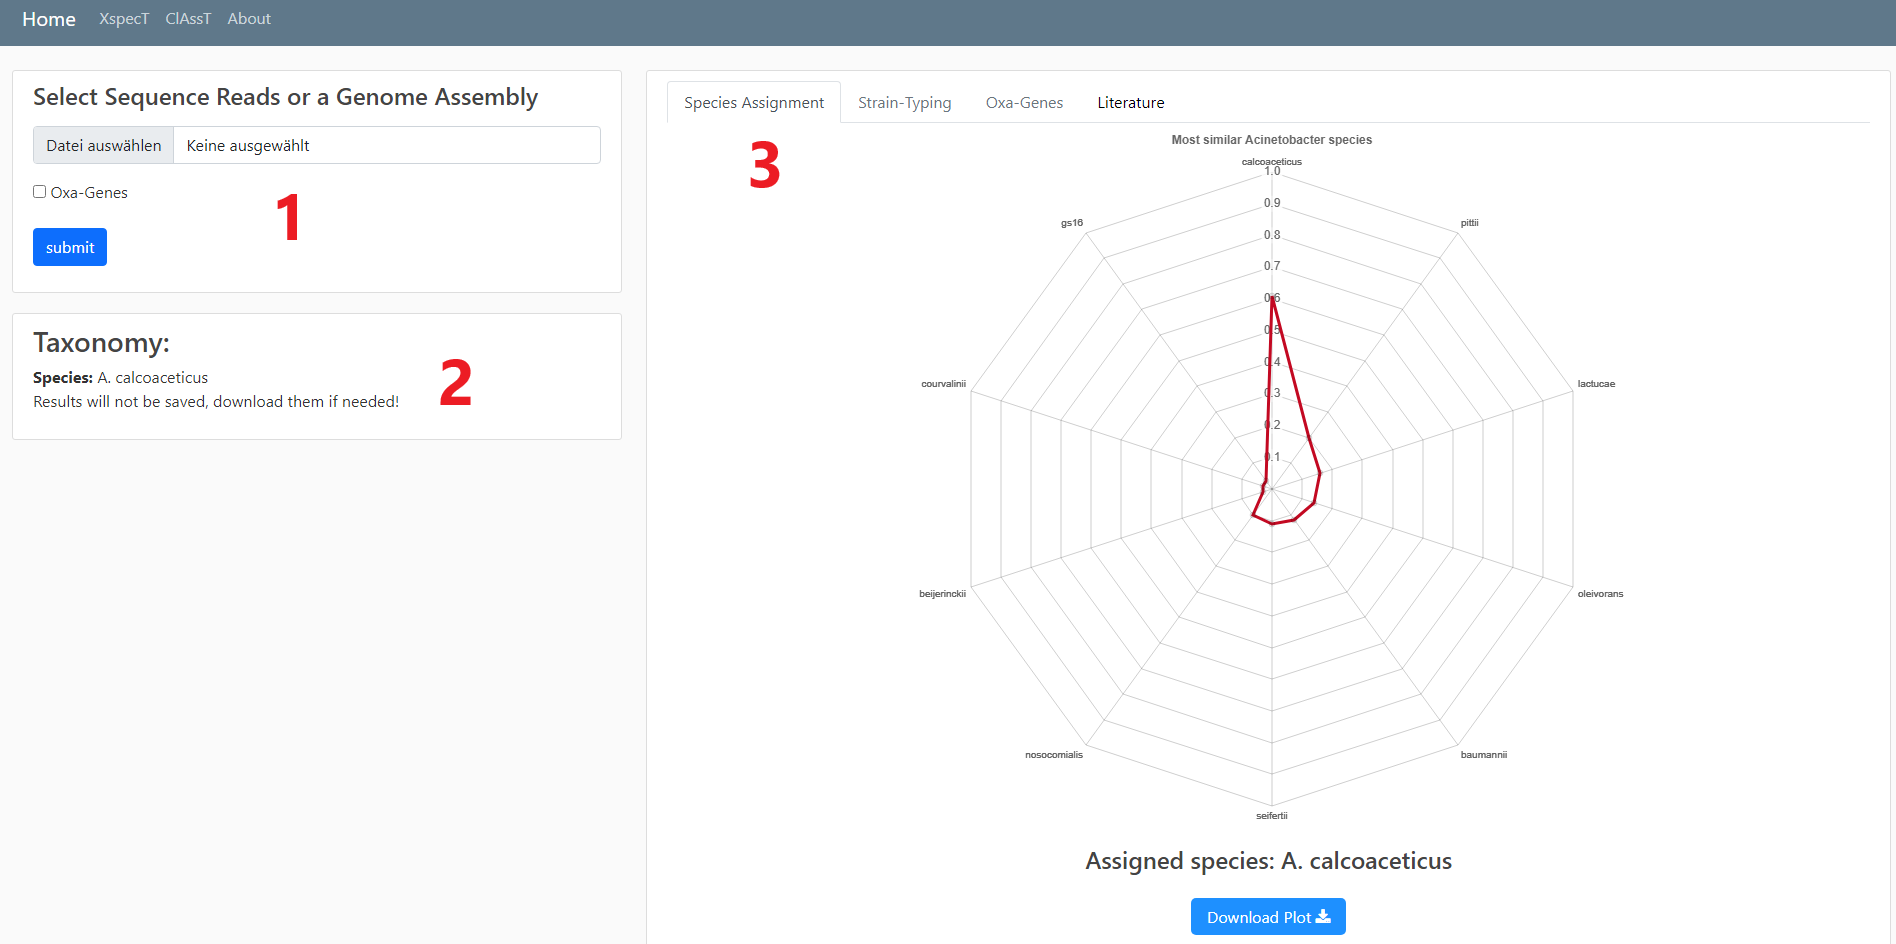 Home XspecT ClAssT About
Select Sequence Reads or a Genome Assembly
Datei auswählen Keine ausgewählt
Oxa-Genes
1
submit
Taxonomy:
2
Species: A. calcoaceticus
Results will not be saved, download them if needed!
Species Assignment Strain-Typing Oxa-Genes Literature
3
Most similar Acinetobacter species
calcoaceticus
1.0
0.9
0.8
0.7
0.6
0.5
0.4
0.3
0.2
0.1
gs16
pittii
courvalinii
lactucae
beijerinckii
oleivorans
nosocomialis
baumannii
seifertii
Assigned species: A. calcoaceticus
Download Plot